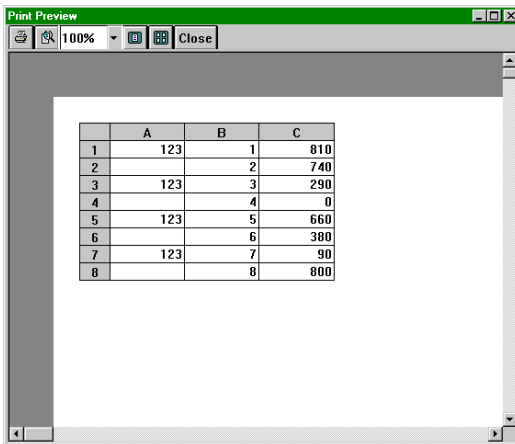 Print Preview
100% Close
A B C
1 123 1 810
2 2 740
3 123 3 290
4 4 0
5 123 5 660
6 6 380
7 123 7 90
8 8 800